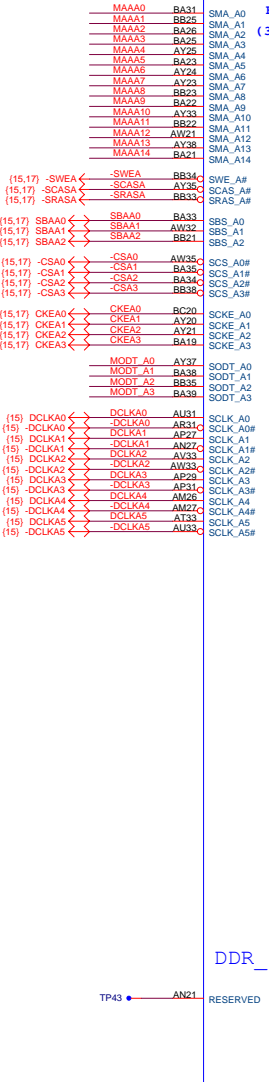 MAAA0 BA31 SMA_A0
MAAA1 BB25 SMA_A1
MAAA2 BA26 SMA_A2
MAAA3 BA25 SMA_A3
MAAA4 AY25 SMA_A4
MAAA5 BA23 SMA_A5
MAAA6 AY24 SMA_A6
MAAA7 AY23 SMA_A7
MAAA8 BB23 SMA_A8
MAAA9 BA22 SMA_A9
MAAA10 AY33 SMA_A10
MAAA11 BB22 SMA_A11
MAAA12 AW21 SMA_A12
MAAA13 AY38 SMA_A13
MAAA14 BA21 SMA_A14
{15,17} -SWEA -SWEA BB34 SWE_A#
{15,17} -SCASA -SCASA AY35 SCAS_A#
{15,17} -SRASA -SRASA BB33 SRAS_A#
{15,17} SBAA0 SBAA0 BA33 SBS_A0
{15,17} SBAA1 SBAA1 AW32 SBS_A1
{15,17} SBAA2 SBAA2 BB21 SBS_A2
{15,17} -CSA0 -CSA0 AW35 SCS_A0#
{15,17} -CSA1 -CSA1 BA35 SCS_A1#
{15,17} -CSA2 -CSA2 BA34 SCS_A2#
{15,17} -CSA3 -CSA3 BB38 SCS_A3#
{15,17} CKEA0 CKEA0 BC20 SCKE_A0
{15,17} CKEA1 CKEA1 AY20 SCKE_A1
{15,17} CKEA2 CKEA2 AY21 SCKE_A2
{15,17} CKEA3 CKEA3 BA19 SCKE_A3
MODT_A0 AY37 SODT_A0
MODT_A1 BA38 SODT_A1
MODT_A2 BB35 SODT_A2
MODT_A3 BA39 SODT_A3
{15} DCLKA0 DCLKA0 AU31 SCLK_A0
{15} -DCLKA0 -DCLKA0 AR31 SCLK_A0#
{15} DCLKA1 DCLKA1 AP27 SCLK_A1
{15} -DCLKA1 -DCLKA1 AN27 SCLK_A1#
{15} DCLKA2 DCLKA2 AV33 SCLK_A2
{15} -DCLKA2 -DCLKA2 AW33 SCLK_A2#
{15} DCLKA3 DCLKA3 AP29 SCLK_A3
{15} -DCLKA3 -DCLKA3 AP31 SCLK_A3#
{15} DCLKA4 DCLKA4 AM26 SCLK_A4
{15} -DCLKA4 -DCLKA4 AM27 SCLK_A4#
{15} DCLKA5 DCLKA5 AT33 SCLK_A5
{15} -DCLKA5 -DCLKA5 AU33 SCLK_A5#
DDR_
TP43 AN21 RESERVED